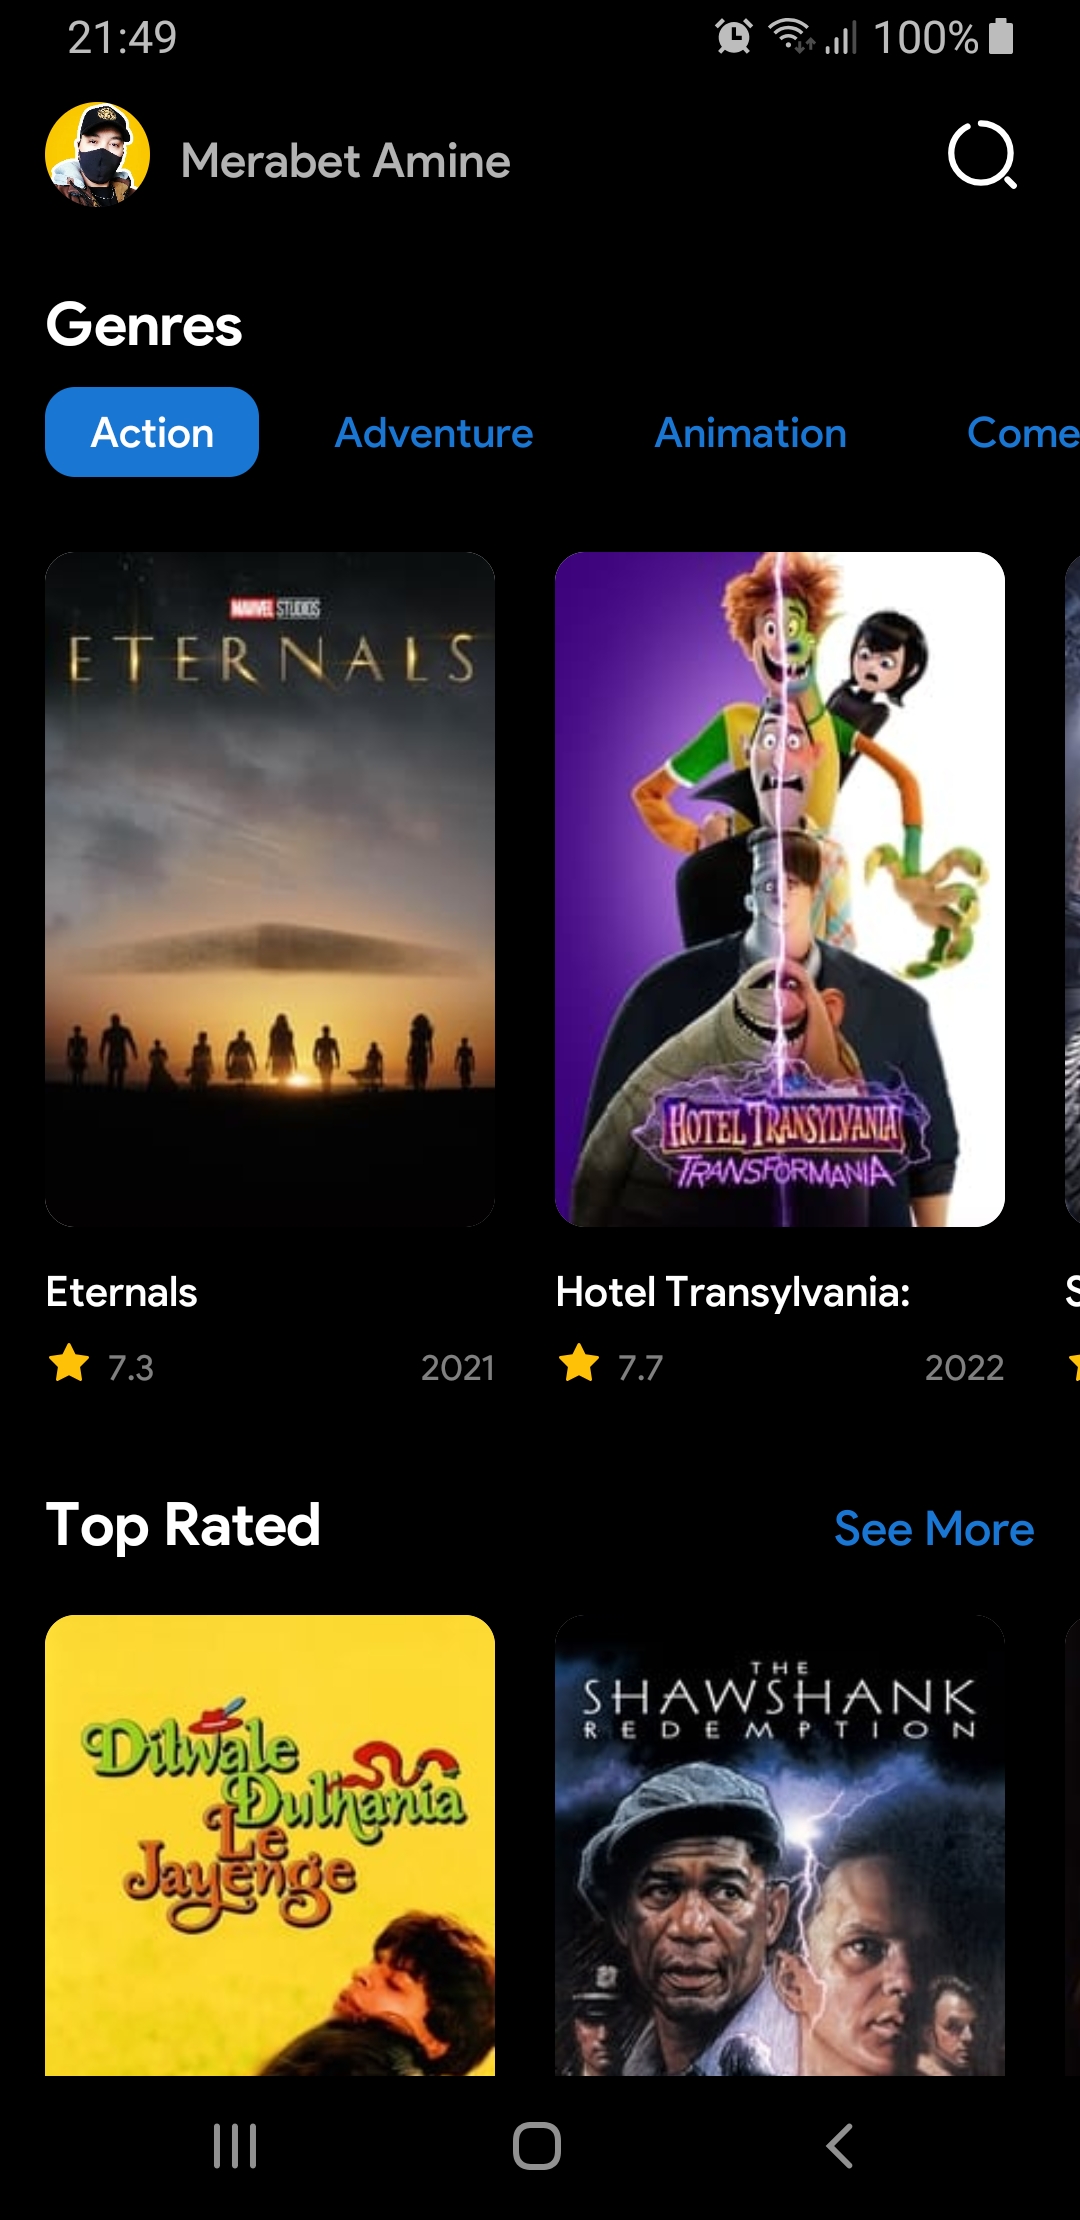 21:49
100%
Merabet Amine
Genres
Action Adventure Animation Come
MARVEL STUDIOS
ETERNALS
HOTEL TRANSYLVANIA
TRANSFORMANIA
Eternals
7.3 2021
Hotel Transylvania:
7.7 2022
S
Top Rated See More
Dilwale
Dulhania
Le
Jayenge
THE
SHAWSHANK
REDEMPTION